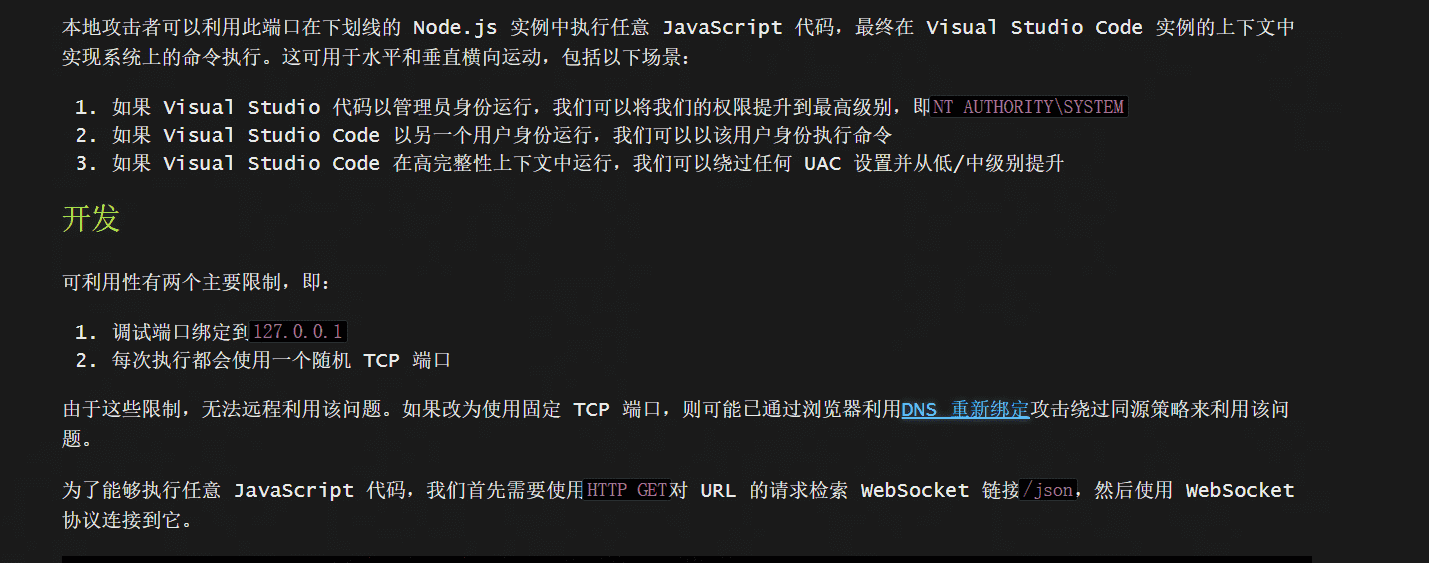 本地攻击者可以利用此端口在下划线的 Node.js 实例中执行任意 JavaScript 代码，最终在 Visual Studio Code 实例的上下文中
实现系统上的命令执行。这可用于水平和垂直横向运动，包括以下场景：
1. 如果 Visual Studio 代码以管理员身份运行，我们可以将我们的权限提升到最高级别，即NT AUTHORITY\SYSTEM
2. 如果 Visual Studio Code 以另一个用户身份运行，我们可以以该用户身份执行命令
3. 如果 Visual Studio Code 在高完整性上下文中运行，我们可以绕过任何 UAC 设置并从低/中级别提升
开发
可利用性有两个主要限制，即：
1. 调试端口绑定到127.0.0.1
2. 每次执行都会使用一个随机 TCP 端口
由于这些限制，无法远程利用该问题。如果改为使用固定 TCP 端口，则可能已通过浏览器利用DNS 重新绑定攻击绕过同源策略来利用该问
题。
为了能够执行任意 JavaScript 代码，我们首先需要使用HTTP GET对 URL 的请求检索 WebSocket 链接/json，然后使用 WebSocket
协议连接到它。